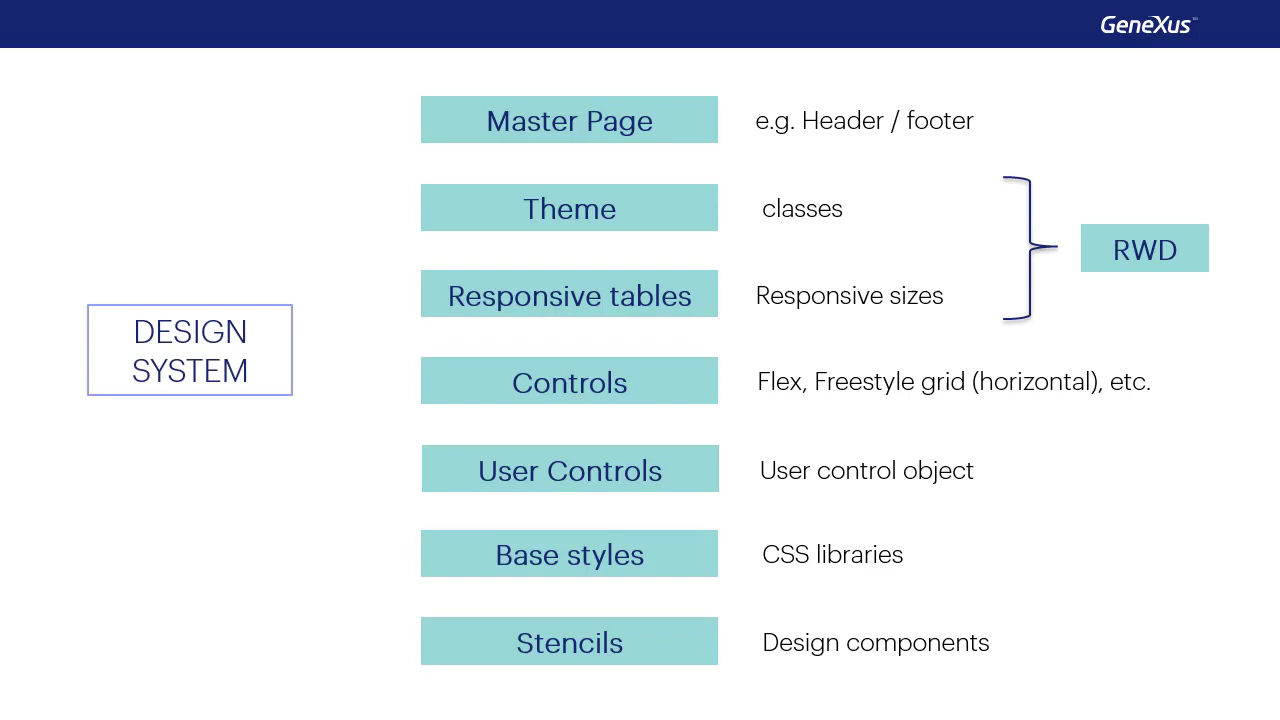 GeneXus™
Master Page
e.g. Header / footer
Theme
classes
RWD
Responsive tables
Responsive sizes
DESIGN
SYSTEM
Controls
Flex, Freestyle grid (horizontal), etc.
User Controls
User control object
Base styles
CSS libraries
Stencils
Design components